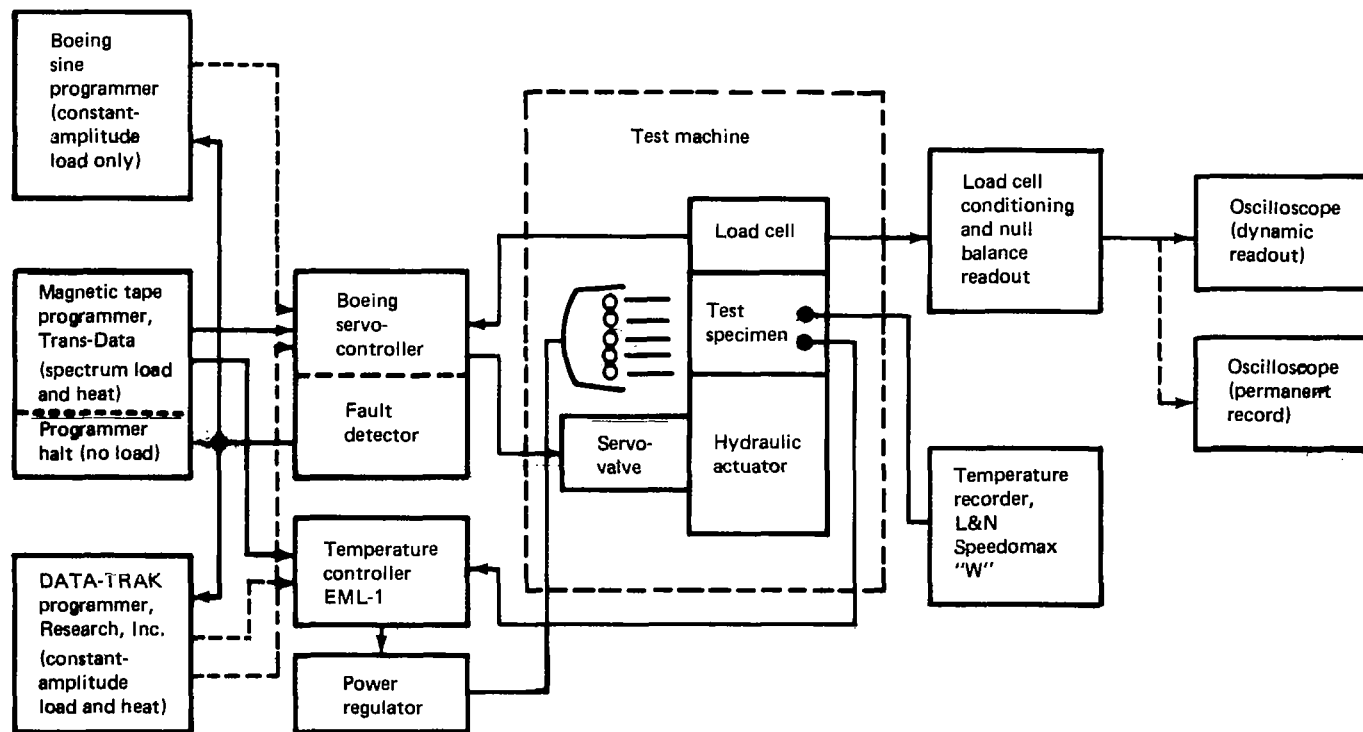 Boeing
sine
programmer
(constant-
amplitude
load only)
Magnetic tape
programmer,
Trans-Data
(spectrum load
and heat)
Programmer
halt (no load)
DATA-TRAK
programmer,
Research, Inc.
(constant-
amplitude
load and heat)
Boeing
servo-
controller
Fault
detector
Temperature
controller
EML-1
Power
regulator
Test machine
Load cell
Test
specimen
Servo-
valve
Hydraulic
actuator
Load cell
conditioning
and null
balance
readout
Oscilloscope
(dynamic
readout)
Oscilloscope
(permanent
record)
Temperature
recorder,
L&N
Speedomax
"W"